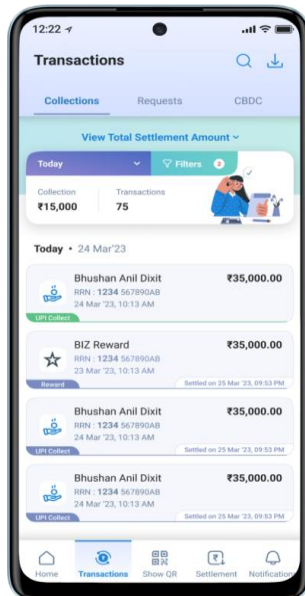 12:22
Transactions
Collections Requests CBDC
View Total Settlement Amount
Today Filters 2
Collection Transactions
₹15,000 75
Today • 24 Mar'23
Bhushan Anil Dixit ₹35,000.00
RRN : 1234 567890AB
24 Mar '23, 10:13 AM
UPI Collect
BIZ Reward ₹35,000.00
RRN : 1234 567890AB
23 Mar '23, 10:13 AM
Reward Settled on 25 Mar '23, 09:53 PM
Bhushan Anil Dixit ₹35,000.00
RRN : 1234 567890AB
24 Mar '23, 10:13 AM
UPI Collect Settled on 25 Mar '23, 09:53 PM
Bhushan Anil Dixit ₹35,000.00
RRN : 1234 567890AB
24 Mar '23, 10:13 AM
UPI Collect Settled on 25 Mar '23, 09:53 PM
Home Transactions Show QR Settlement Notification